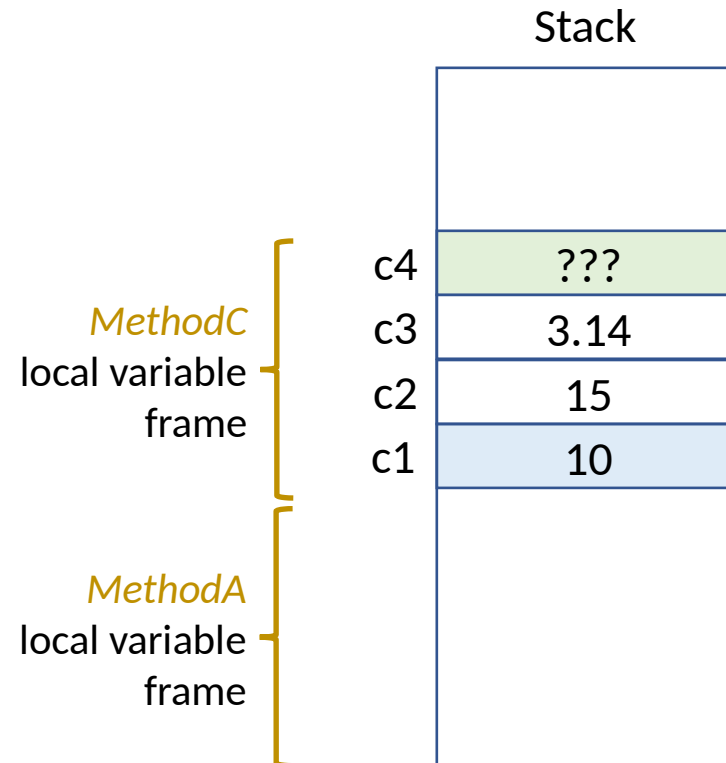 Stack
c4 ???
MethodC
c3 3.14
local variable
c2 15
frame
c1 10
MethodA
local variable
frame